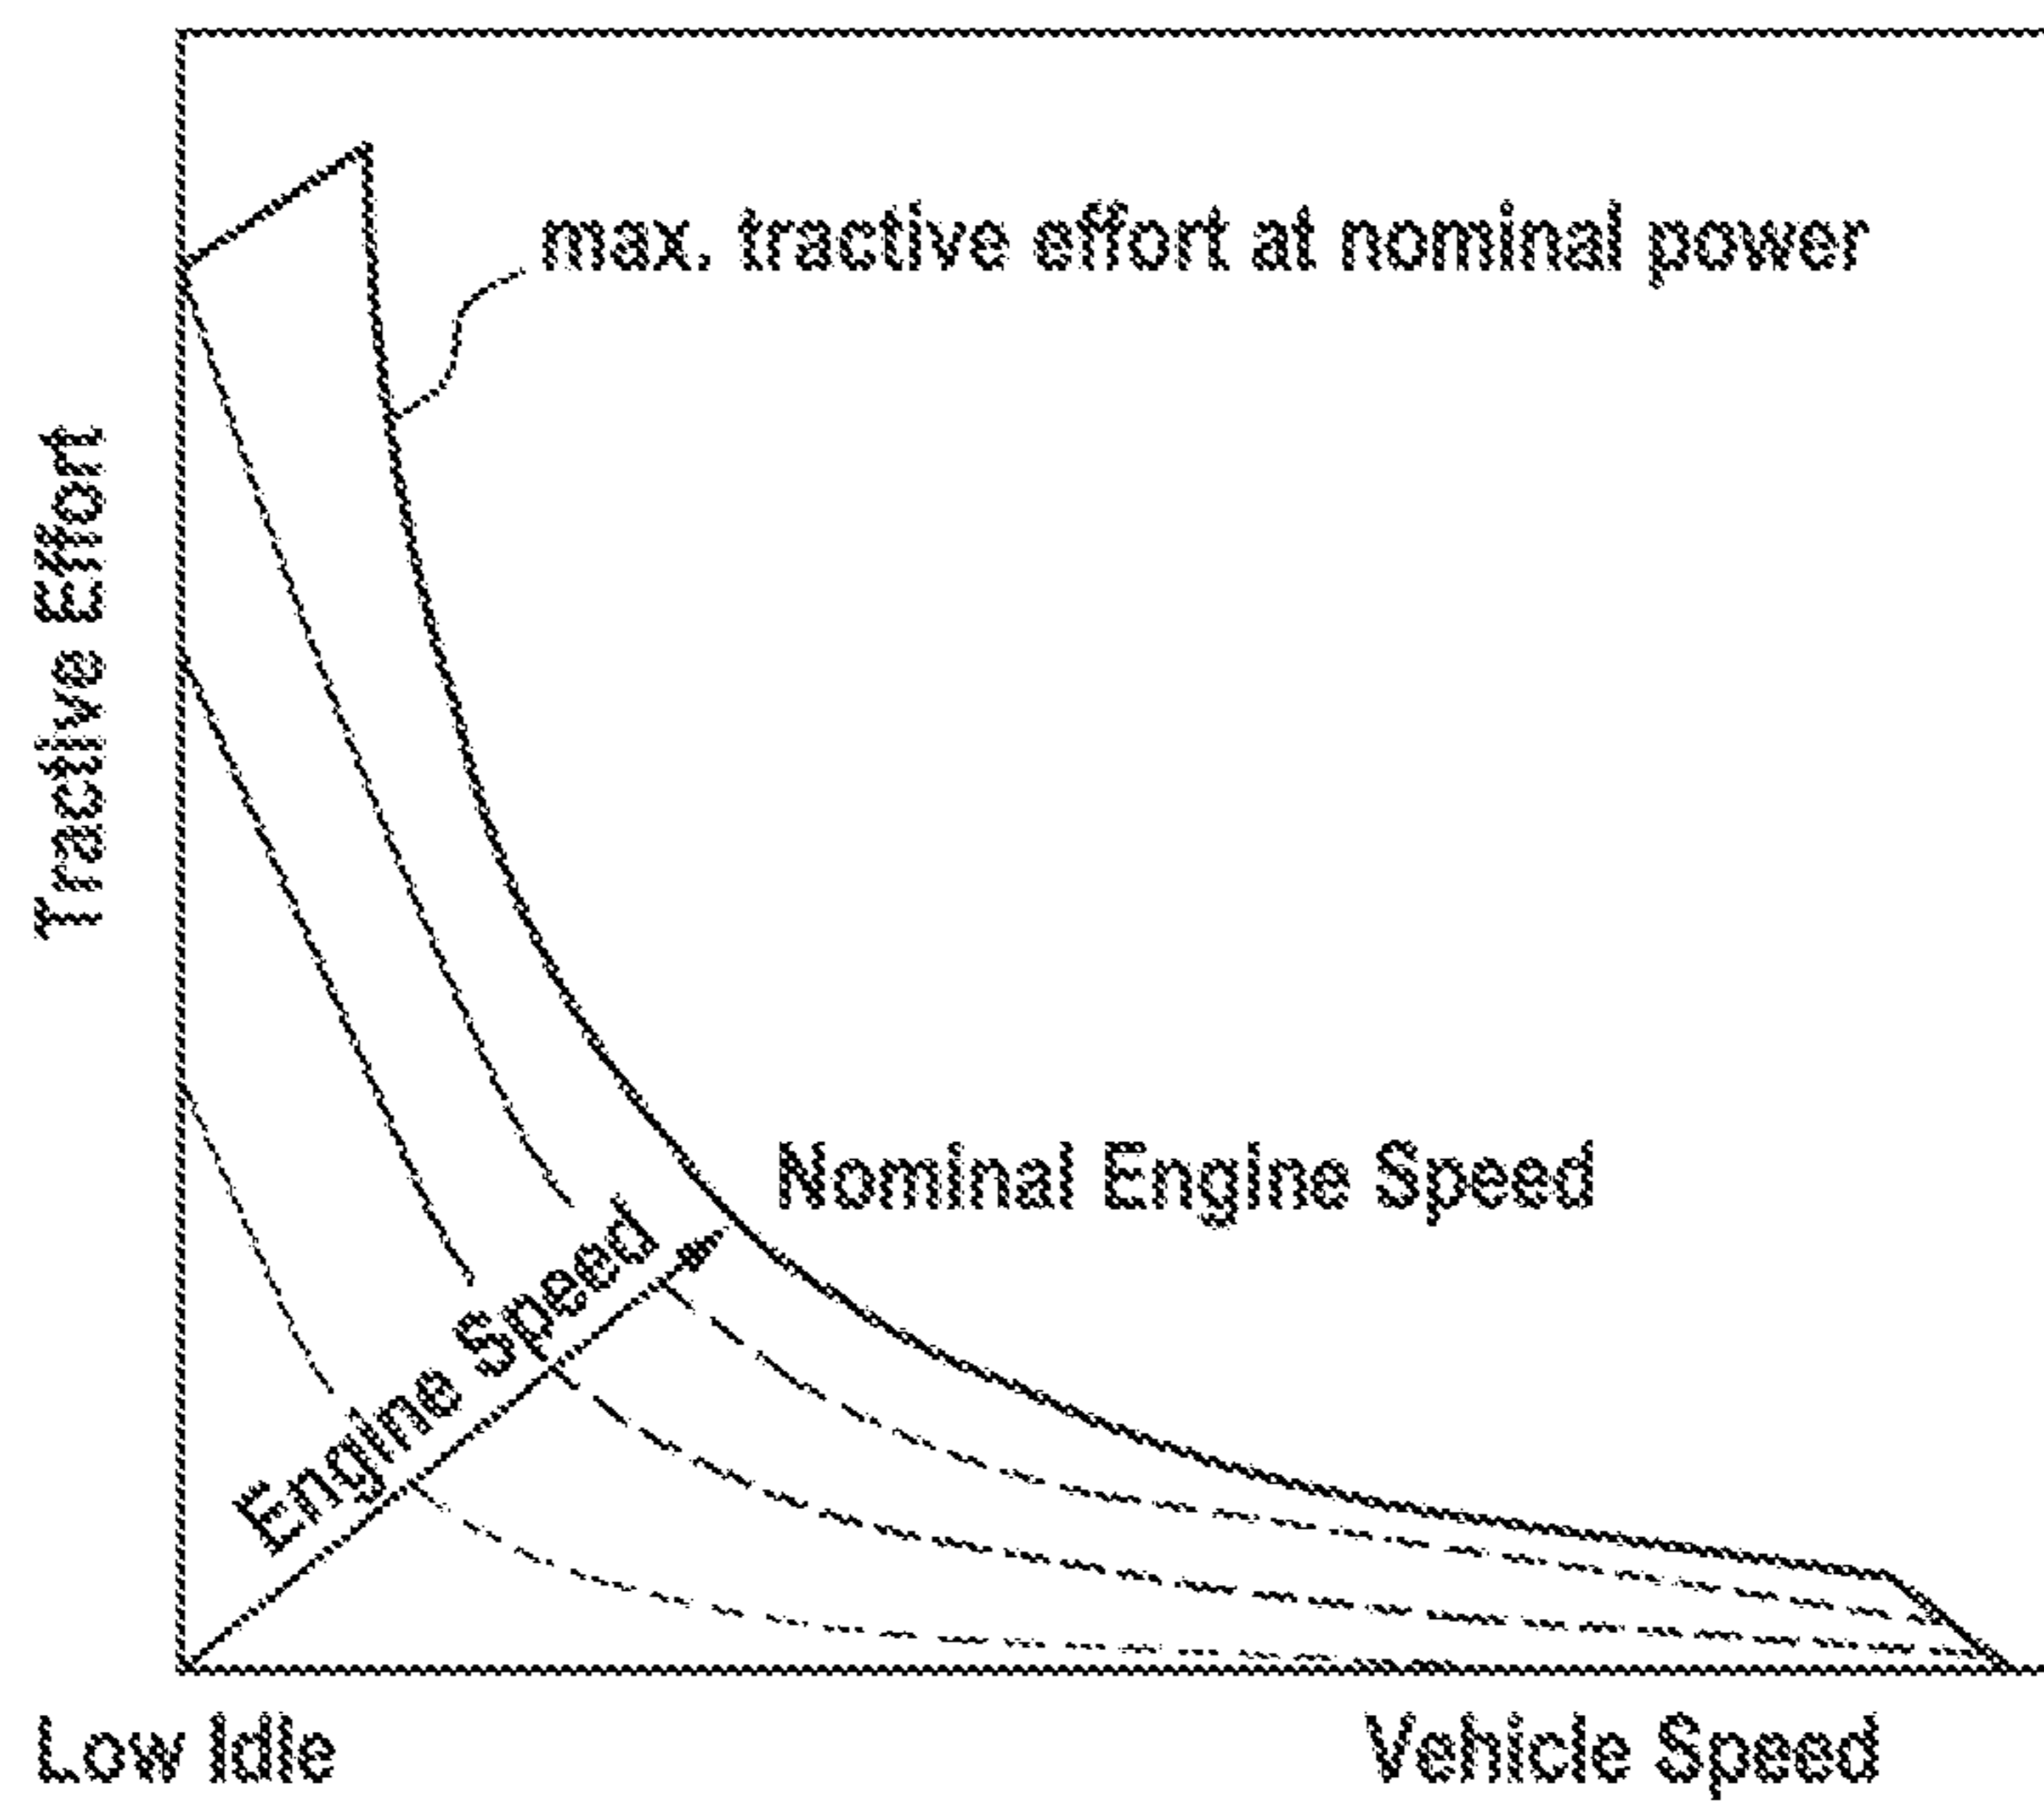 max. tractive effort at nominal power
Tractive Effort
Nominal Engine Speed
Engine Speed
Low Idle
Vehicle Speed